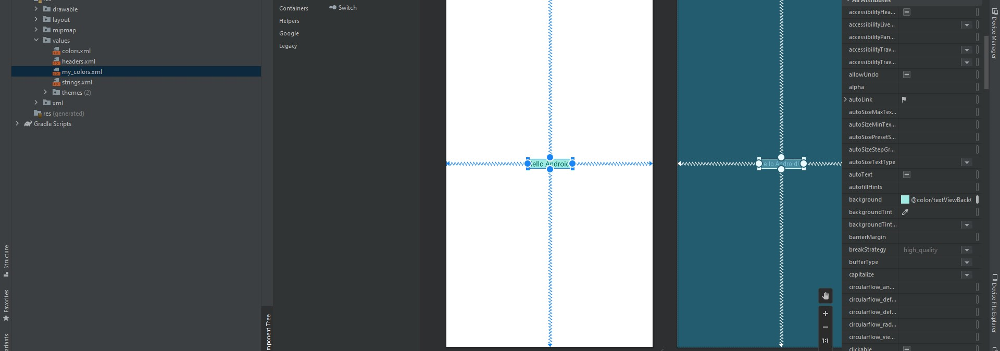 res
drawable
layout
mipmap
values
colors.xml
headers.xml
my_colors.xml
strings.xml
themes (2)
xml
res (generated)
Gradle Scripts
Structure
Favorites
ariants
Containers
Helpers
Google
Legacy
Switch
mponent Tree
ello Androic
ello Android!
1:1
All Attributes
accessibilityHea...
accessibilityLive...
accessibilityPan...
accessibilityTrav...
accessibilityTrav...
allowUndo
alpha
autoLink
autoSizeMaxTex...
autoSizeMinTex...
autoSizePresetS...
autoSizeStepGr...
autoSizeTextType
autoText
autofillHints
background @color/textViewBackG
backgroundTint
backgroundTint...
barrierMargin
breakStrategy high_quality
bufferType
capitalize
circularflow_an...
circularflow_def...
circularflow_def...
circularflow_rad...
circularflow_vie...
clickable
Device Manager
Device File Explorer